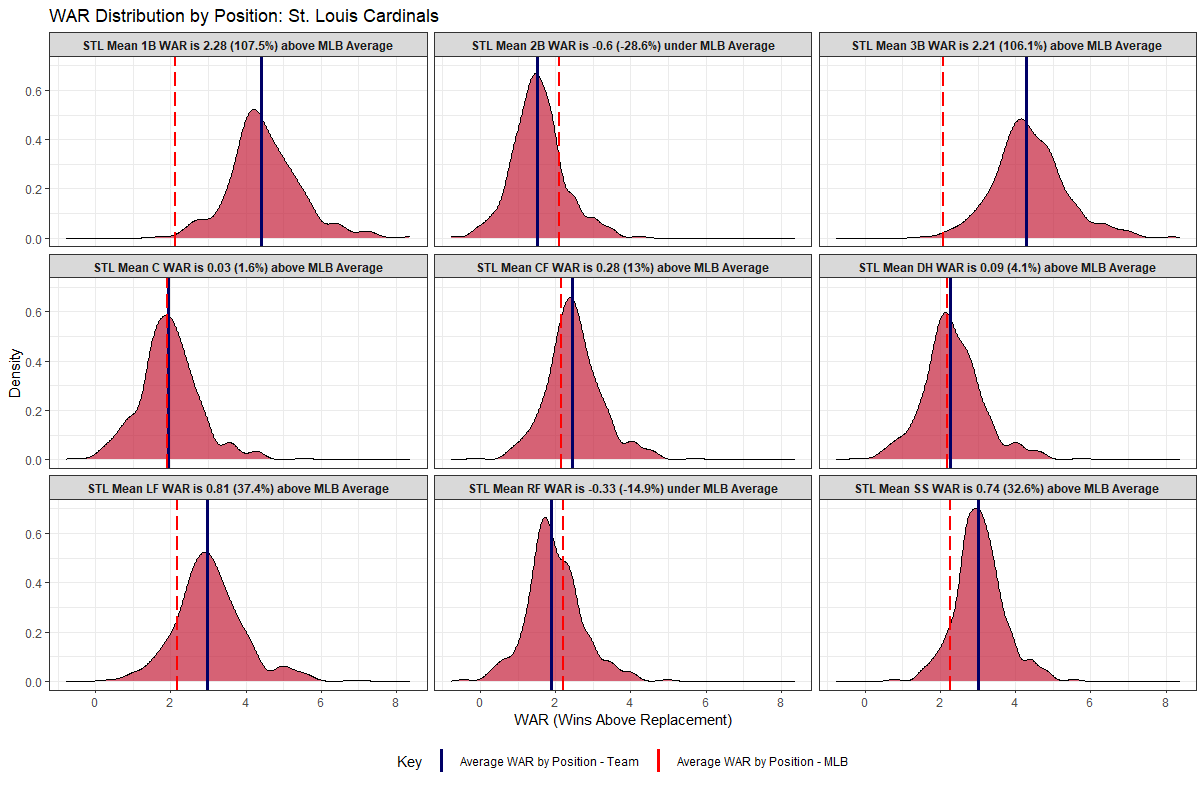 WAR Distribution by Position: St. Louis Cardinals
STL Mean 1B WAR is 2.28 (107.5%) above MLB Average
STL Mean 2B WAR is -0.6 (-28.6%) under MLB Average
STL Mean 3B WAR is 2.21 (106.1%) above MLB Average
0.6
0.4
0.2
0.0
STL Mean C WAR is 0.03 (1.6%) above MLB Average
STL Mean CF WAR is 0.28 (13%) above MLB Average
STL Mean DH WAR is 0.09 (4.1%) above MLB Average
0.6
0.4
0.2
0.0
Density
STL Mean LF WAR is 0.81 (37.4%) above MLB Average
STL Mean RF WAR is -0.33 (-14.9%) under MLB Average
STL Mean SS WAR is 0.74 (32.6%) above MLB Average
0.6
0.4
0.2
0.0
0 2 4 6 8
0 2 4 6 8
0 2 4 6 8
WAR (Wins Above Replacement)
Key
Average WAR by Position - Team
Average WAR by Position - MLB